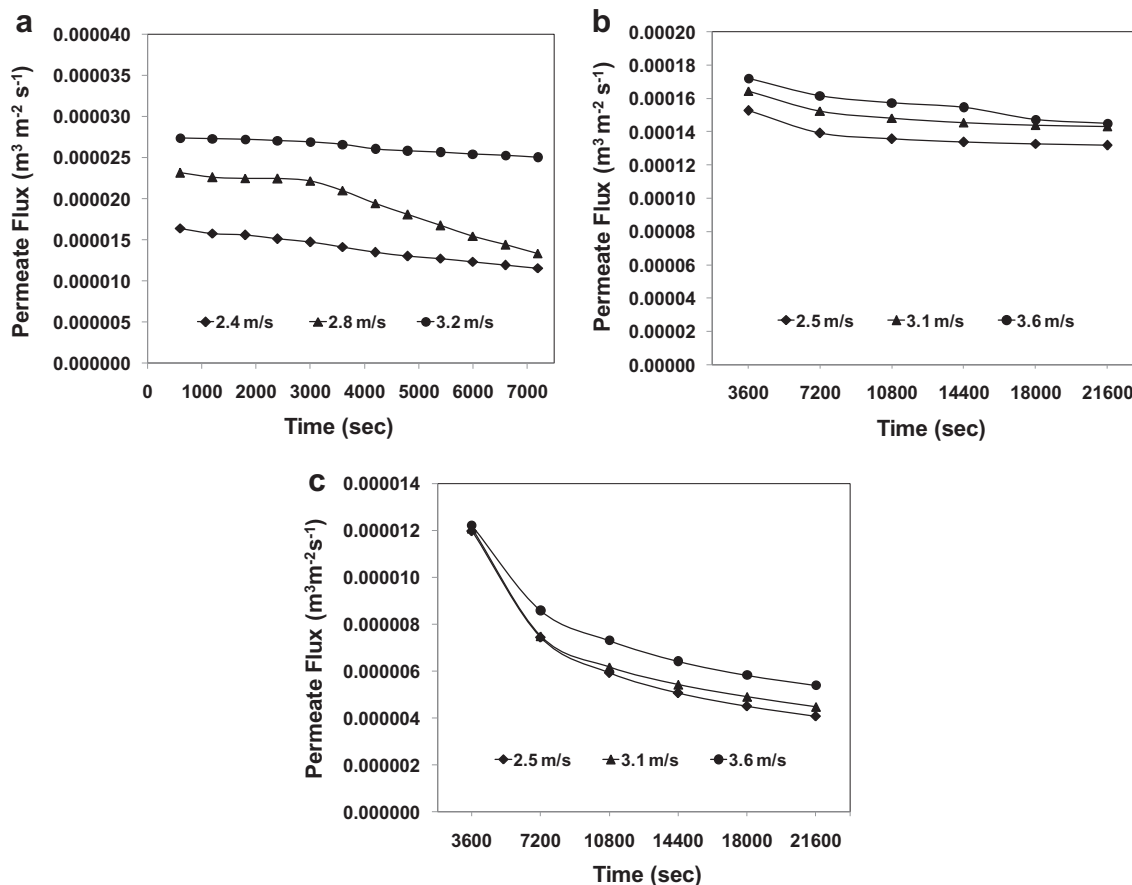 a
Permeate Flux (m³ m⁻² s⁻¹)
0.000040
0.000035
0.000030
0.000025
0.000020
0.000015
0.000010
0.000005
0.000000
2.4 m/s 2.8 m/s 3.2 m/s
0 1000 2000 3000 4000 5000 6000 7000
Time (sec)
b
Permeate Flux (m³ m⁻² s⁻¹)
0.00020
0.00018
0.00016
0.00014
0.00012
0.00010
0.00008
0.00006
0.00004
0.00002
0.00000
2.5 m/s 3.1 m/s 3.6 m/s
3600 7200 10800 14400 18000 21600
Time (sec)
c
Permeate Flux (m³m⁻²s⁻¹)
0.000014
0.000012
0.000010
0.000008
0.000006
0.000004
0.000002
0.000000
2.5 m/s 3.1 m/s 3.6 m/s
3600 7200 10800 14400 18000 21600
Time (sec)